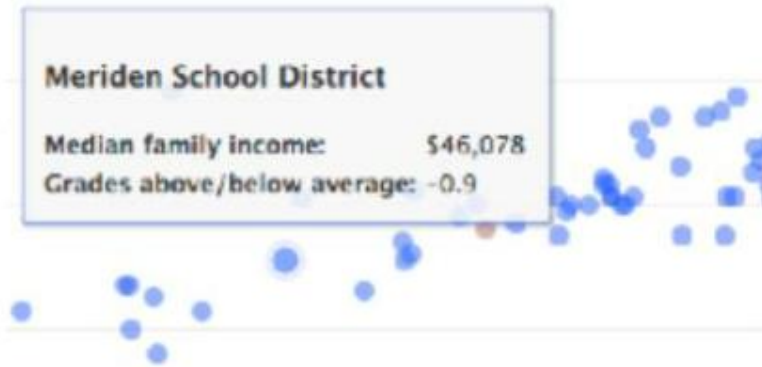 Meriden School District
Median family income: $46,078
Grades above/below average: -0.9